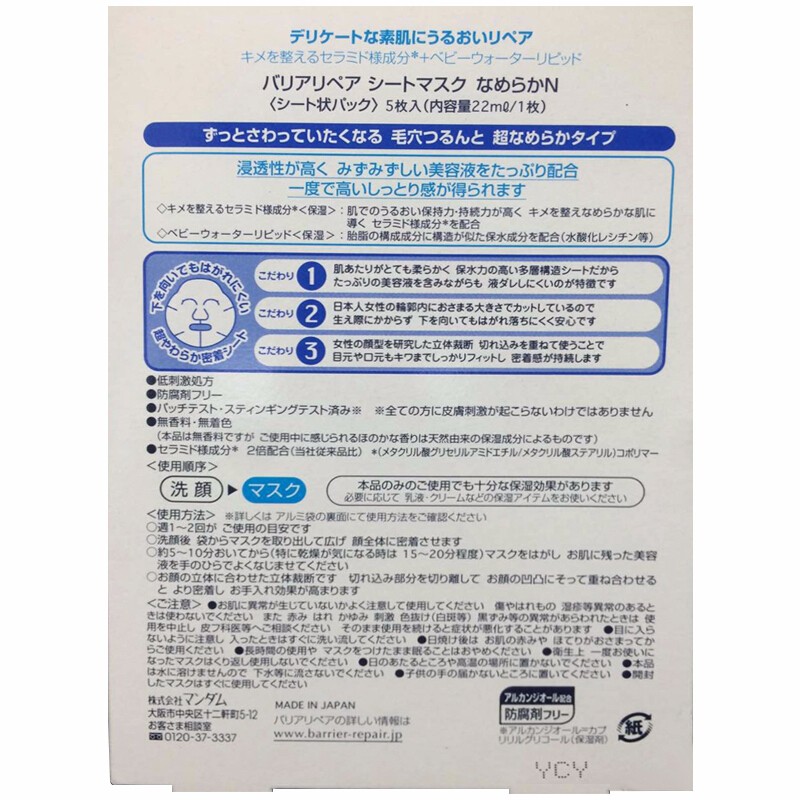 デリケートな素肌にうるおいリペア
キメを整えるセラミド様成分*+ベビーウォーターリピッド
バリアリペア シートマスク なめらかN
〈シート状パック〉5枚入(内容量22mℓ/1枚)
ずっとさわっていたくなる 毛穴つるんと 超なめらかタイプ
浸透性が高く みずみずしい美容液をたっぷり配合
一度で高いしっとり感が得られます
◇キメを整えるセラミド様成分*<保湿>:肌でのうるおい保持力・持続力が高く キメを整えなめらかな肌に
導く セラミド様成分*を配合
◇ベビーウォーターリピッド<保湿>:胎脂の構成成分に構造が似た保水成分を配合(水酸化レシチン等)
下を向いてもはがれにくい
超やわらか密着シート
こだわり 1 肌あたりがとても柔らかく 保水力の高い多層構造シートだから
たっぷりの美容液を含みながらも 液ダレしにくいのが特徴です
こだわり 2 日本人女性の輪郭内におさまる大きさでカットしているので
生え際にかからず 下を向いてもはがれ落ちにくく安心です
こだわり 3 女性の顔型を研究した立体裁断 切れ込みを重ねて使うことで
目元や口元もキワまでしっかりフィットし 密着感が持続します
●低刺激処方
●防腐剤フリー
●パッチテスト・スティンギングテスト済み※ ※全ての方に皮膚刺激が起こらないわけではありません
●無香料・無着色
(本品は無香料ですが ご使用中に感じられるほのかな香りは天然由来の保湿成分によるものです)
●セラミド様成分* 2倍配合(当社従来品比) *(メタクリル酸グリセリルアミドエチル/メタクリル酸ステアリル)コポリマー
<使用順序>
洗顔 ▶ マスク 本品のみのご使用でも十分な保湿効果があります
必要に応じて 乳液・クリームなどの保湿アイテムをお使いください
<使用方法> ※詳しくは アルミ袋の裏面にて使用方法をご確認ください
○週1~2回が ご使用の目安です
○洗顔後 袋からマスクを取り出して広げ 顔全体に密着させます
○約5~10分おいてから(特に乾燥が気になる時は 15~20分程度)マスクをはがし お肌に残った美容
液を手のひらでよくなじませてください
○お顔の立体に合わせた立体裁断です 切れ込み部分を切り離して お顔の凹凸にそって重ね合わせる
と より密着し お手入れ効果が高まります
<ご注意> ●お肌に異常が生じていないかよく注意して使用してください 傷やはれもの 湿疹等異常のあると
きは使わないでください また 赤み はれ かゆみ 刺激 色抜け(白斑等) 黒ずみ等の異常があらわれたときは 使
用を中止し 皮フ科医等へご相談ください そのまま使用を続けると症状が悪化することがあります ●目に入ら
ないように注意し 入ったときはすぐに洗い流してください ●日焼け後は お肌の赤みや ほてりがおさまってか
らご使用ください ●長時間の使用や マスクをつけたまま眠ることはおやめください ●衛生上 一度お使いに
なったマスクはくり返し使用しないでください ●日のあたるところや高温の場所に置かないでください ●本品
は水に溶けませんので 下水等に流さないでください ●子供の手の届かないところに置いてください ●開封
したマスクはすぐに使用してください
株式会社 マンダム
大阪市中央区十二軒町5-12
お客さま相談室
0120-37-3337
MADE IN JAPAN
バリアリペアの詳しい情報は
www.barrier-repair.jp
アルカンジオール配合
防腐剤フリー
※アルカンジオール=カプ
リリルグリコール(保湿剤)
紙
YCY